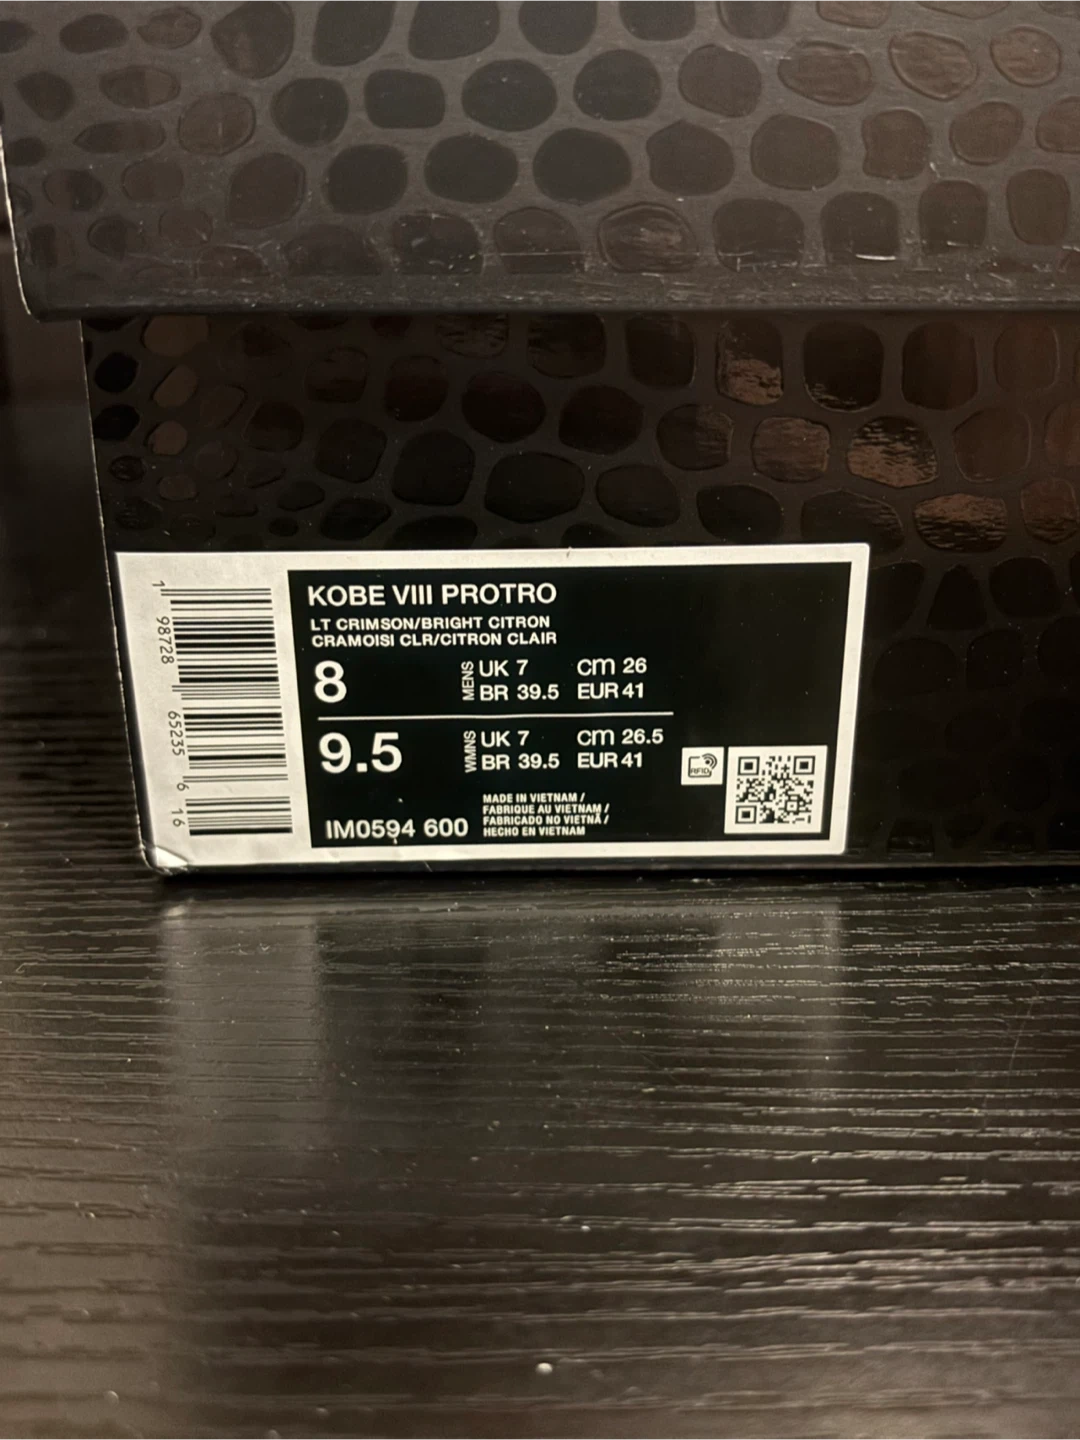 KOBE VIII PROTRO
LT CRIMSON/BRIGHT CITRON
CRAMOISI CLR/CITRON CLAIR
8
MENS
UK 7 cm 26
BR 39.5 EUR 41
9.5
WMNS
UK 7 cm 26.5
BR 39.5 EUR 41
IM0594 600
MADE IN VIETNAM /
FABRIQUE AU VIETNAM /
FABRICADO NO VIETNÃ /
HECHO EN VIETNAM
RFID
1 98728 65235 6 16